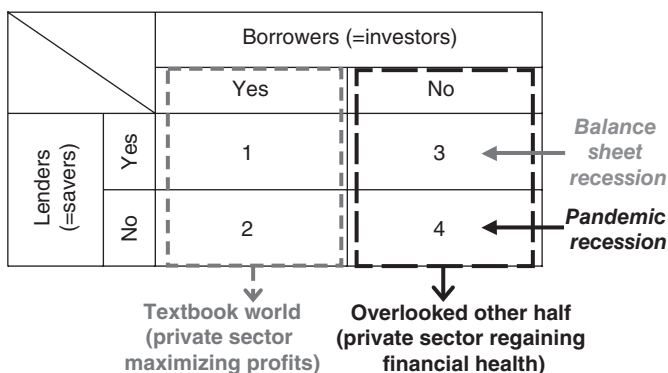 Borrowers (=investors)
Yes
No
Lenders
(=savers)
Yes
1
3
No
2
4
Balance
sheet
recession
Pandemic
recession
Textbook world
(private sector
maximizing profits)
Overlooked other half
(private sector regaining
financial health)